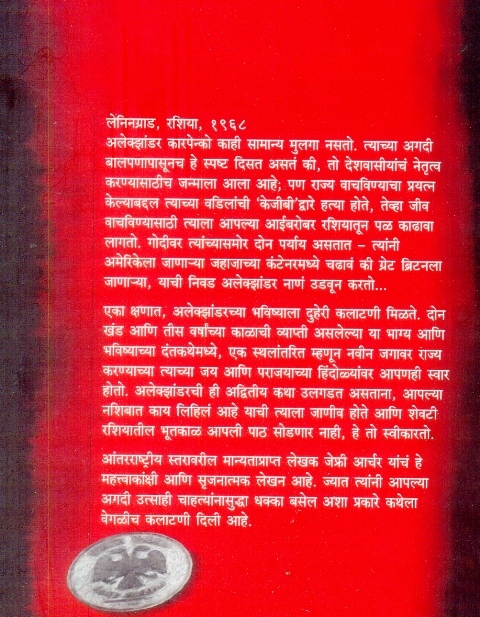 लेनिनग्राड, रशिया, १९६८
अलेक्झांडर कारपेन्को काही सामान्य मुलगा नसतो. त्याच्या अगदी
बालपणापासूनच हे स्पष्ट दिसत असतं की, तो देशवासीयांचं नेतृत्व
करण्यासाठीच जन्माला आला आहे; पण राज्य वाचविण्याचा प्रयत्न
केल्याबद्दल त्याच्या वडिलांची ‘केजीबी’द्वारे हत्या होते, तेव्हा जीव
वाचविण्यासाठी त्याला आपल्या आईबरोबर रशियातून पळ काढावा
लागतो. गोदीवर त्यांच्यासमोर दोन पर्याय असतात – त्यांनी
अमेरिकेला जाणाऱ्या जहाजाच्या कंटेनरमध्ये चढावं की ग्रेट ब्रिटनला
जाणाऱ्या, याची निवड अलेक्झांडर नाणं उडवून करतो...
एका क्षणात, अलेक्झांडरच्या भविष्याला दुहेरी कलाटणी मिळते. दोन
खंड आणि तीस वर्षांच्या काळाची व्याप्ती असलेल्या या भाग्य आणि
भविष्याच्या दंतकथेमध्ये, एक स्थलांतरित म्हणून नवीन जगावर राज्य
करण्याच्या त्याच्या जय आणि पराजयाच्या हिंदोळ्यांवर आपणही स्वार
होतो. अलेक्झांडरची ही अद्वितीय कथा उलगडत असताना, आपल्या
नशिबात काय लिहिलं आहे याची त्याला जाणीव होते आणि शेवटी
रशियातील भूतकाळ आपली पाठ सोडणार नाही, हे तो स्वीकारतो.
आंतरराष्ट्रीय स्तरावरील मान्यताप्राप्त लेखक जेफ्री आर्चर यांचं हे
महत्त्वाकांक्षी आणि सृजनात्मक लेखन आहे. ज्यात त्यांनी आपल्या
अगदी उत्साही चाहत्यांनासुद्धा धक्का बसेल अशा प्रकारे कथेला
वेगळीच कलाटणी दिली आहे.